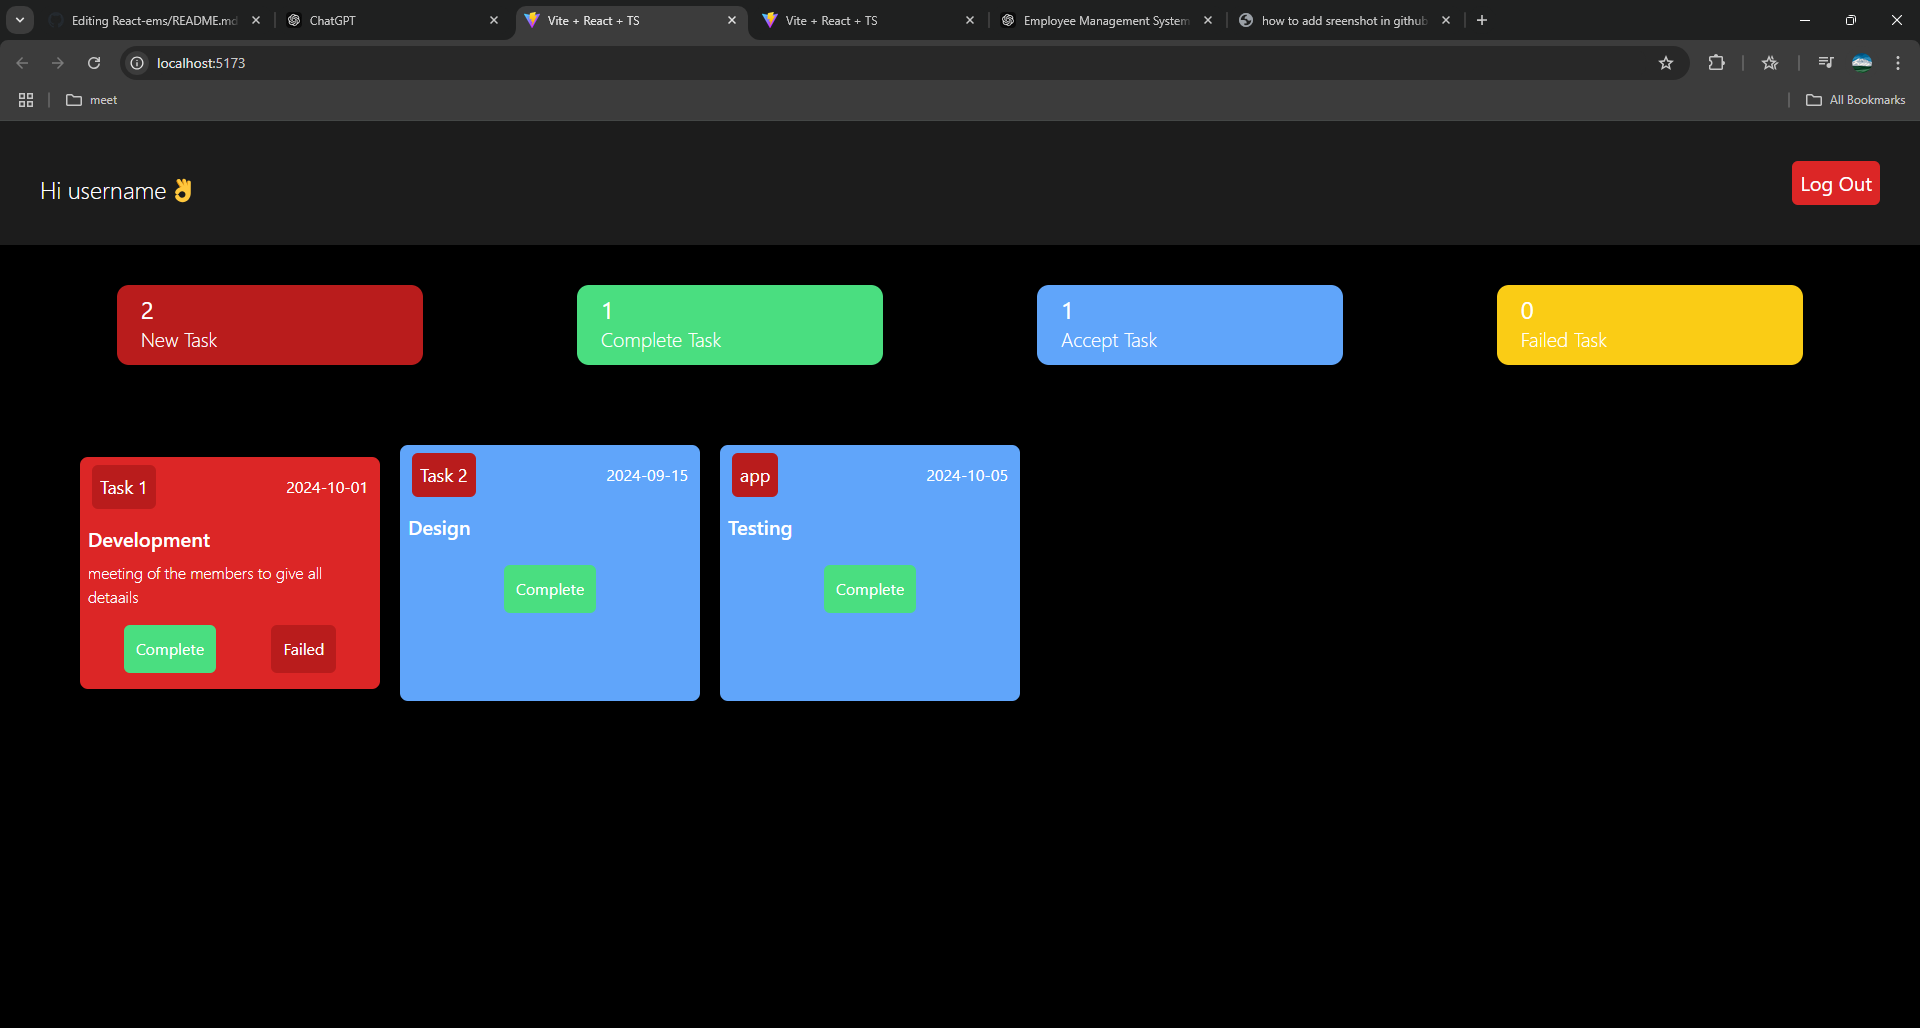 Editing React-ems/README.md
ChatGPT
Vite + React + TS
Vite + React + TS
Employee Management System
how to add sreenshot in github
localhost:5173
meet
All Bookmarks
Hi username 👌
Log Out
2
New Task
1
Complete Task
1
Accept Task
0
Failed Task
Task 1
2024-10-01
Development
meeting of the members to give all
detaails
Complete
Failed
Task 2
2024-09-15
Design
Complete
app
2024-10-05
Testing
Complete